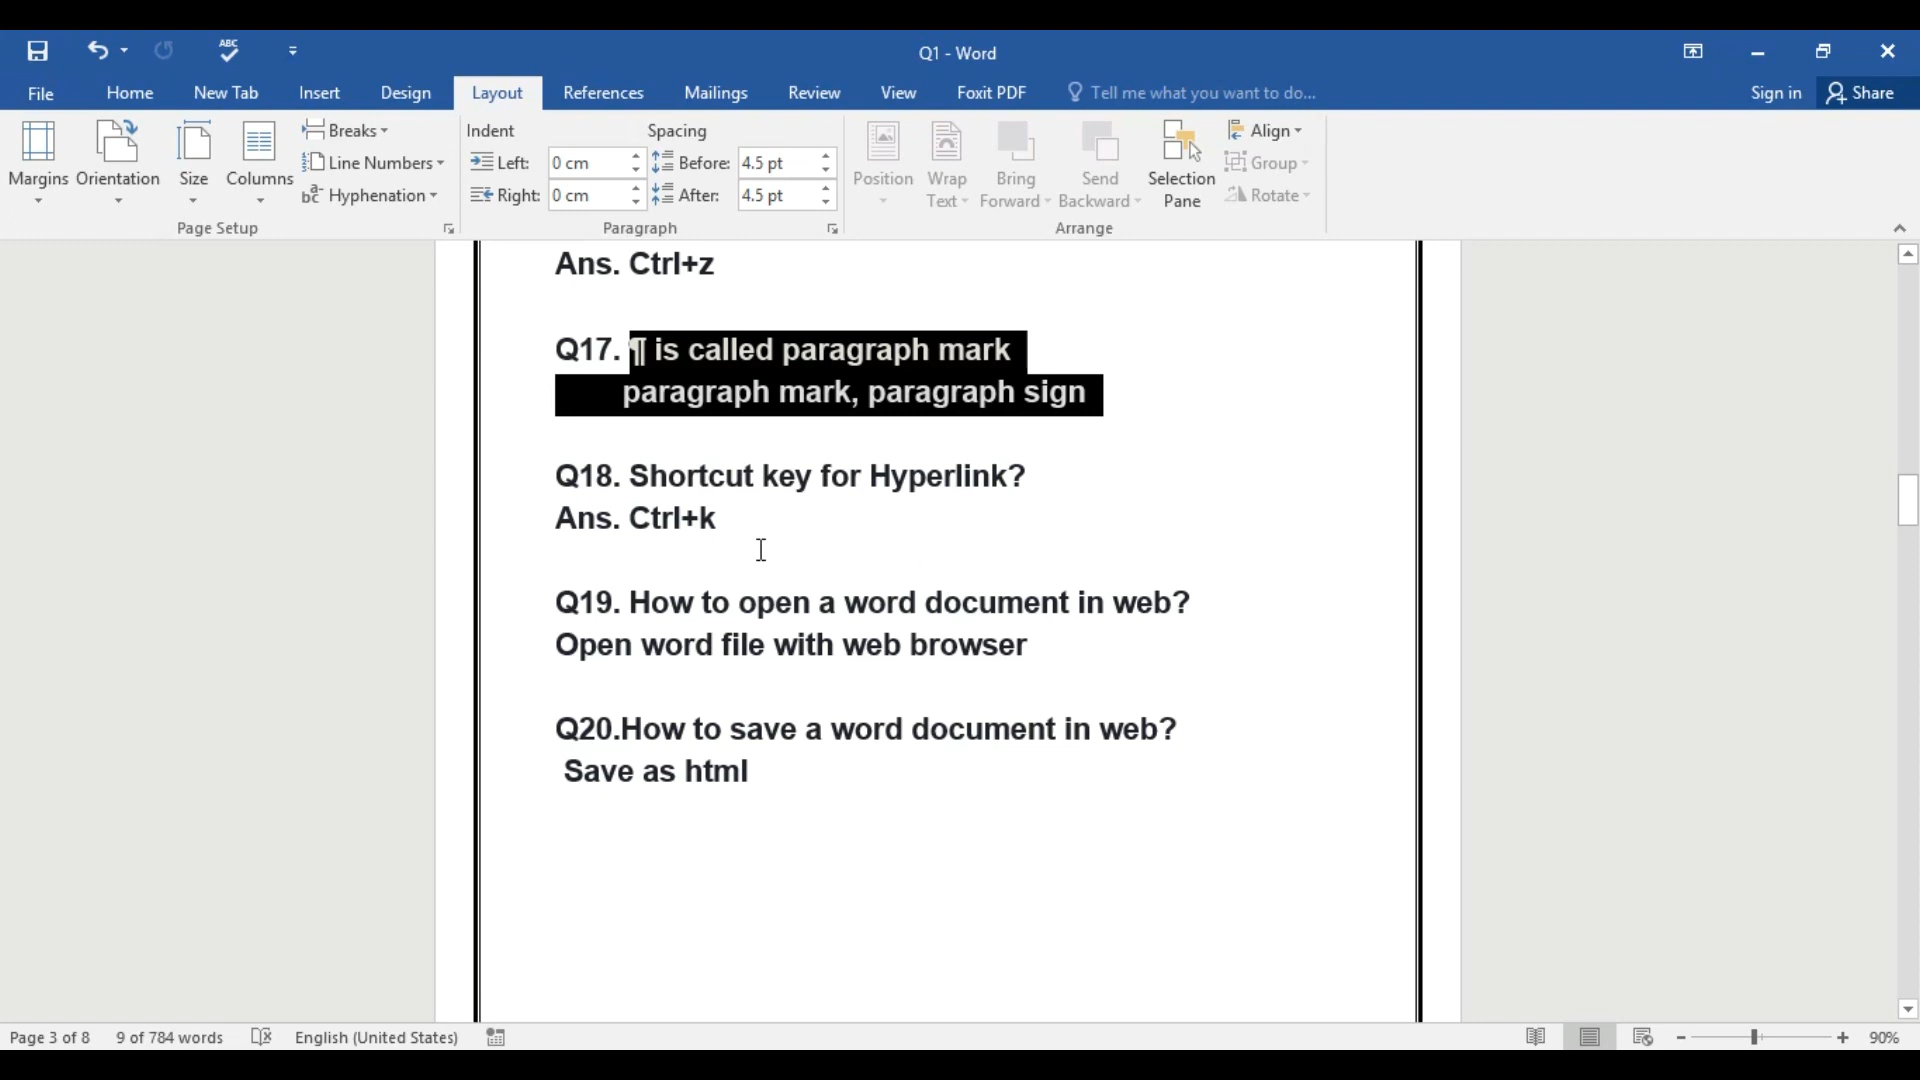 ABC
Q1 - Word
File Home New Tab Insert Design Layout References Mailings Review View Foxit PDF Tell me what you want to do... Sign in Share
Margins Orientation Size Columns
Breaks
Line Numbers
Hyphenation
Page Setup
Indent Spacing
Left: 0 cm Before: 4.5 pt
Right: 0 cm After: 4.5 pt
Paragraph
Position Wrap Text Bring Forward Send Backward Selection Pane
Align
Group
Rotate
Arrange
Ans. Ctrl+z
Q17. ¶ is called paragraph mark
paragraph mark, paragraph sign
Q18. Shortcut key for Hyperlink?
Ans. Ctrl+k
Q19. How to open a word document in web?
Open word file with web browser
Q20.How to save a word document in web?
Save as html
Page 3 of 8 9 of 784 words English (United States) 90%